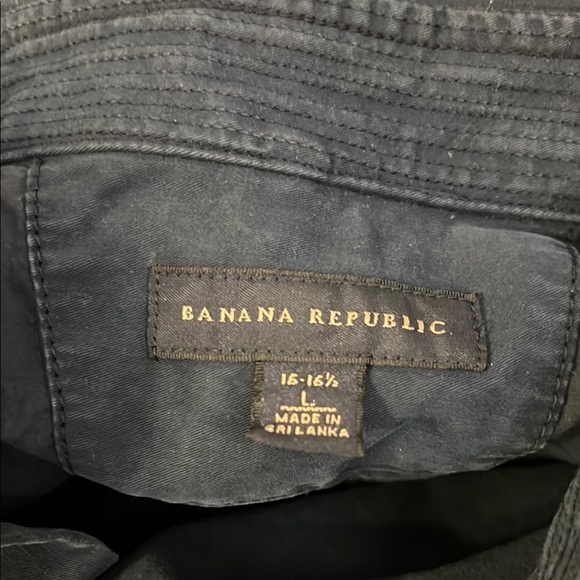 BANANA REPUBLIC
16-16½
L
MADE IN
SRI LANKA